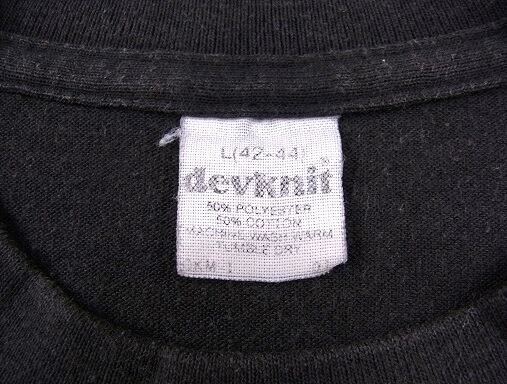 L(42-44)
devknit
50% POLYESTER
50% COTTON
MACHINE WASH WARM
TUMBLE DRY